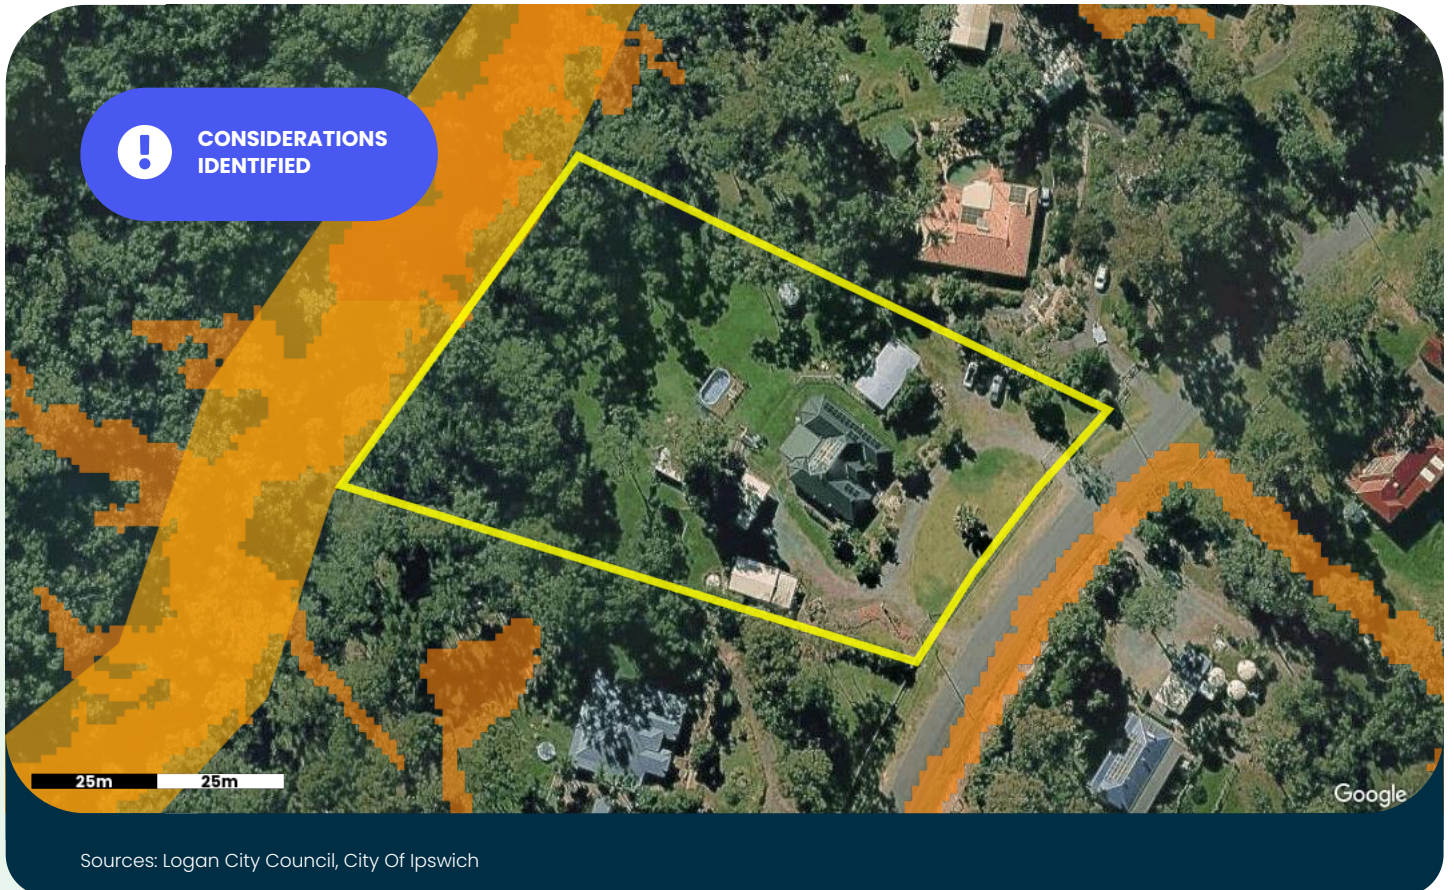 CONSIDERATIONS
IDENTIFIED
25m 25m
Google
Sources: Logan City Council, City Of Ipswich